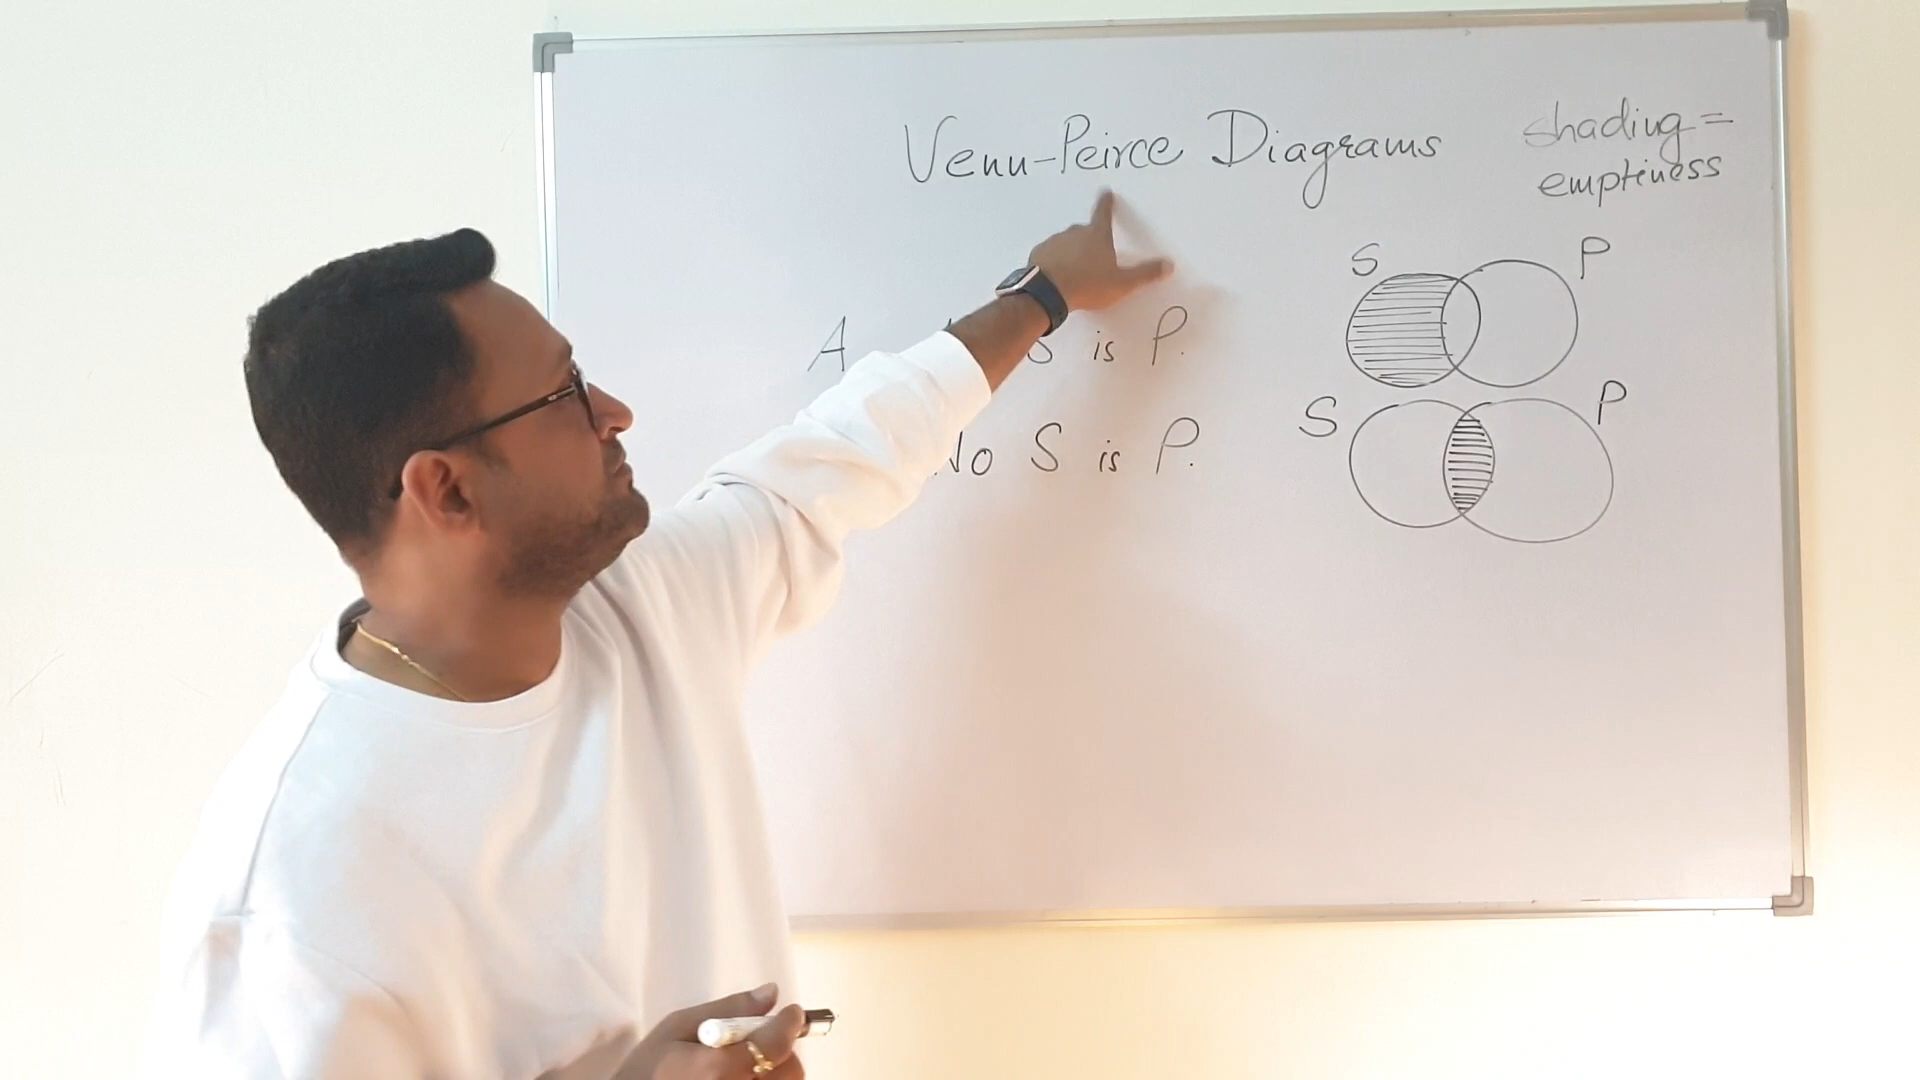 Venn-Peirce Diagrams
shading =
emptiness
S P
A S is P.
S P
No S is P.